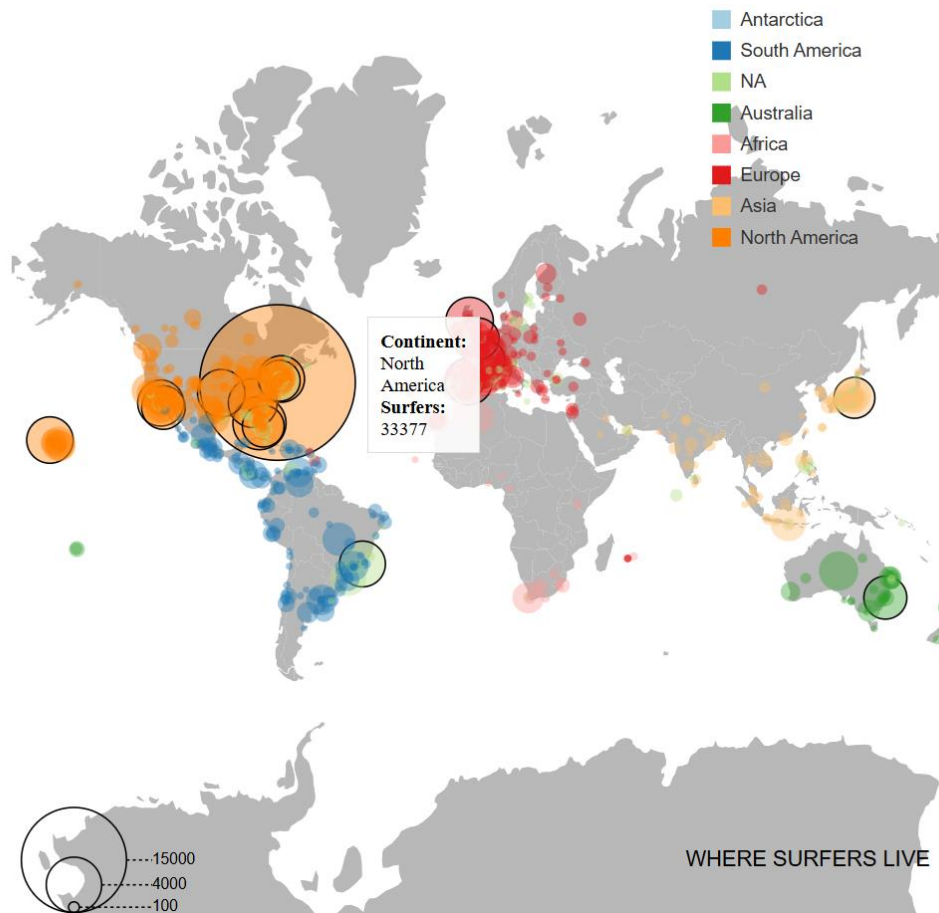 Antarctica
South America
NA
Australia
Africa
Europe
Asia
North America
Continent:
North
America
Surfers:
33377
15000
4000
100
WHERE SURFERS LIVE